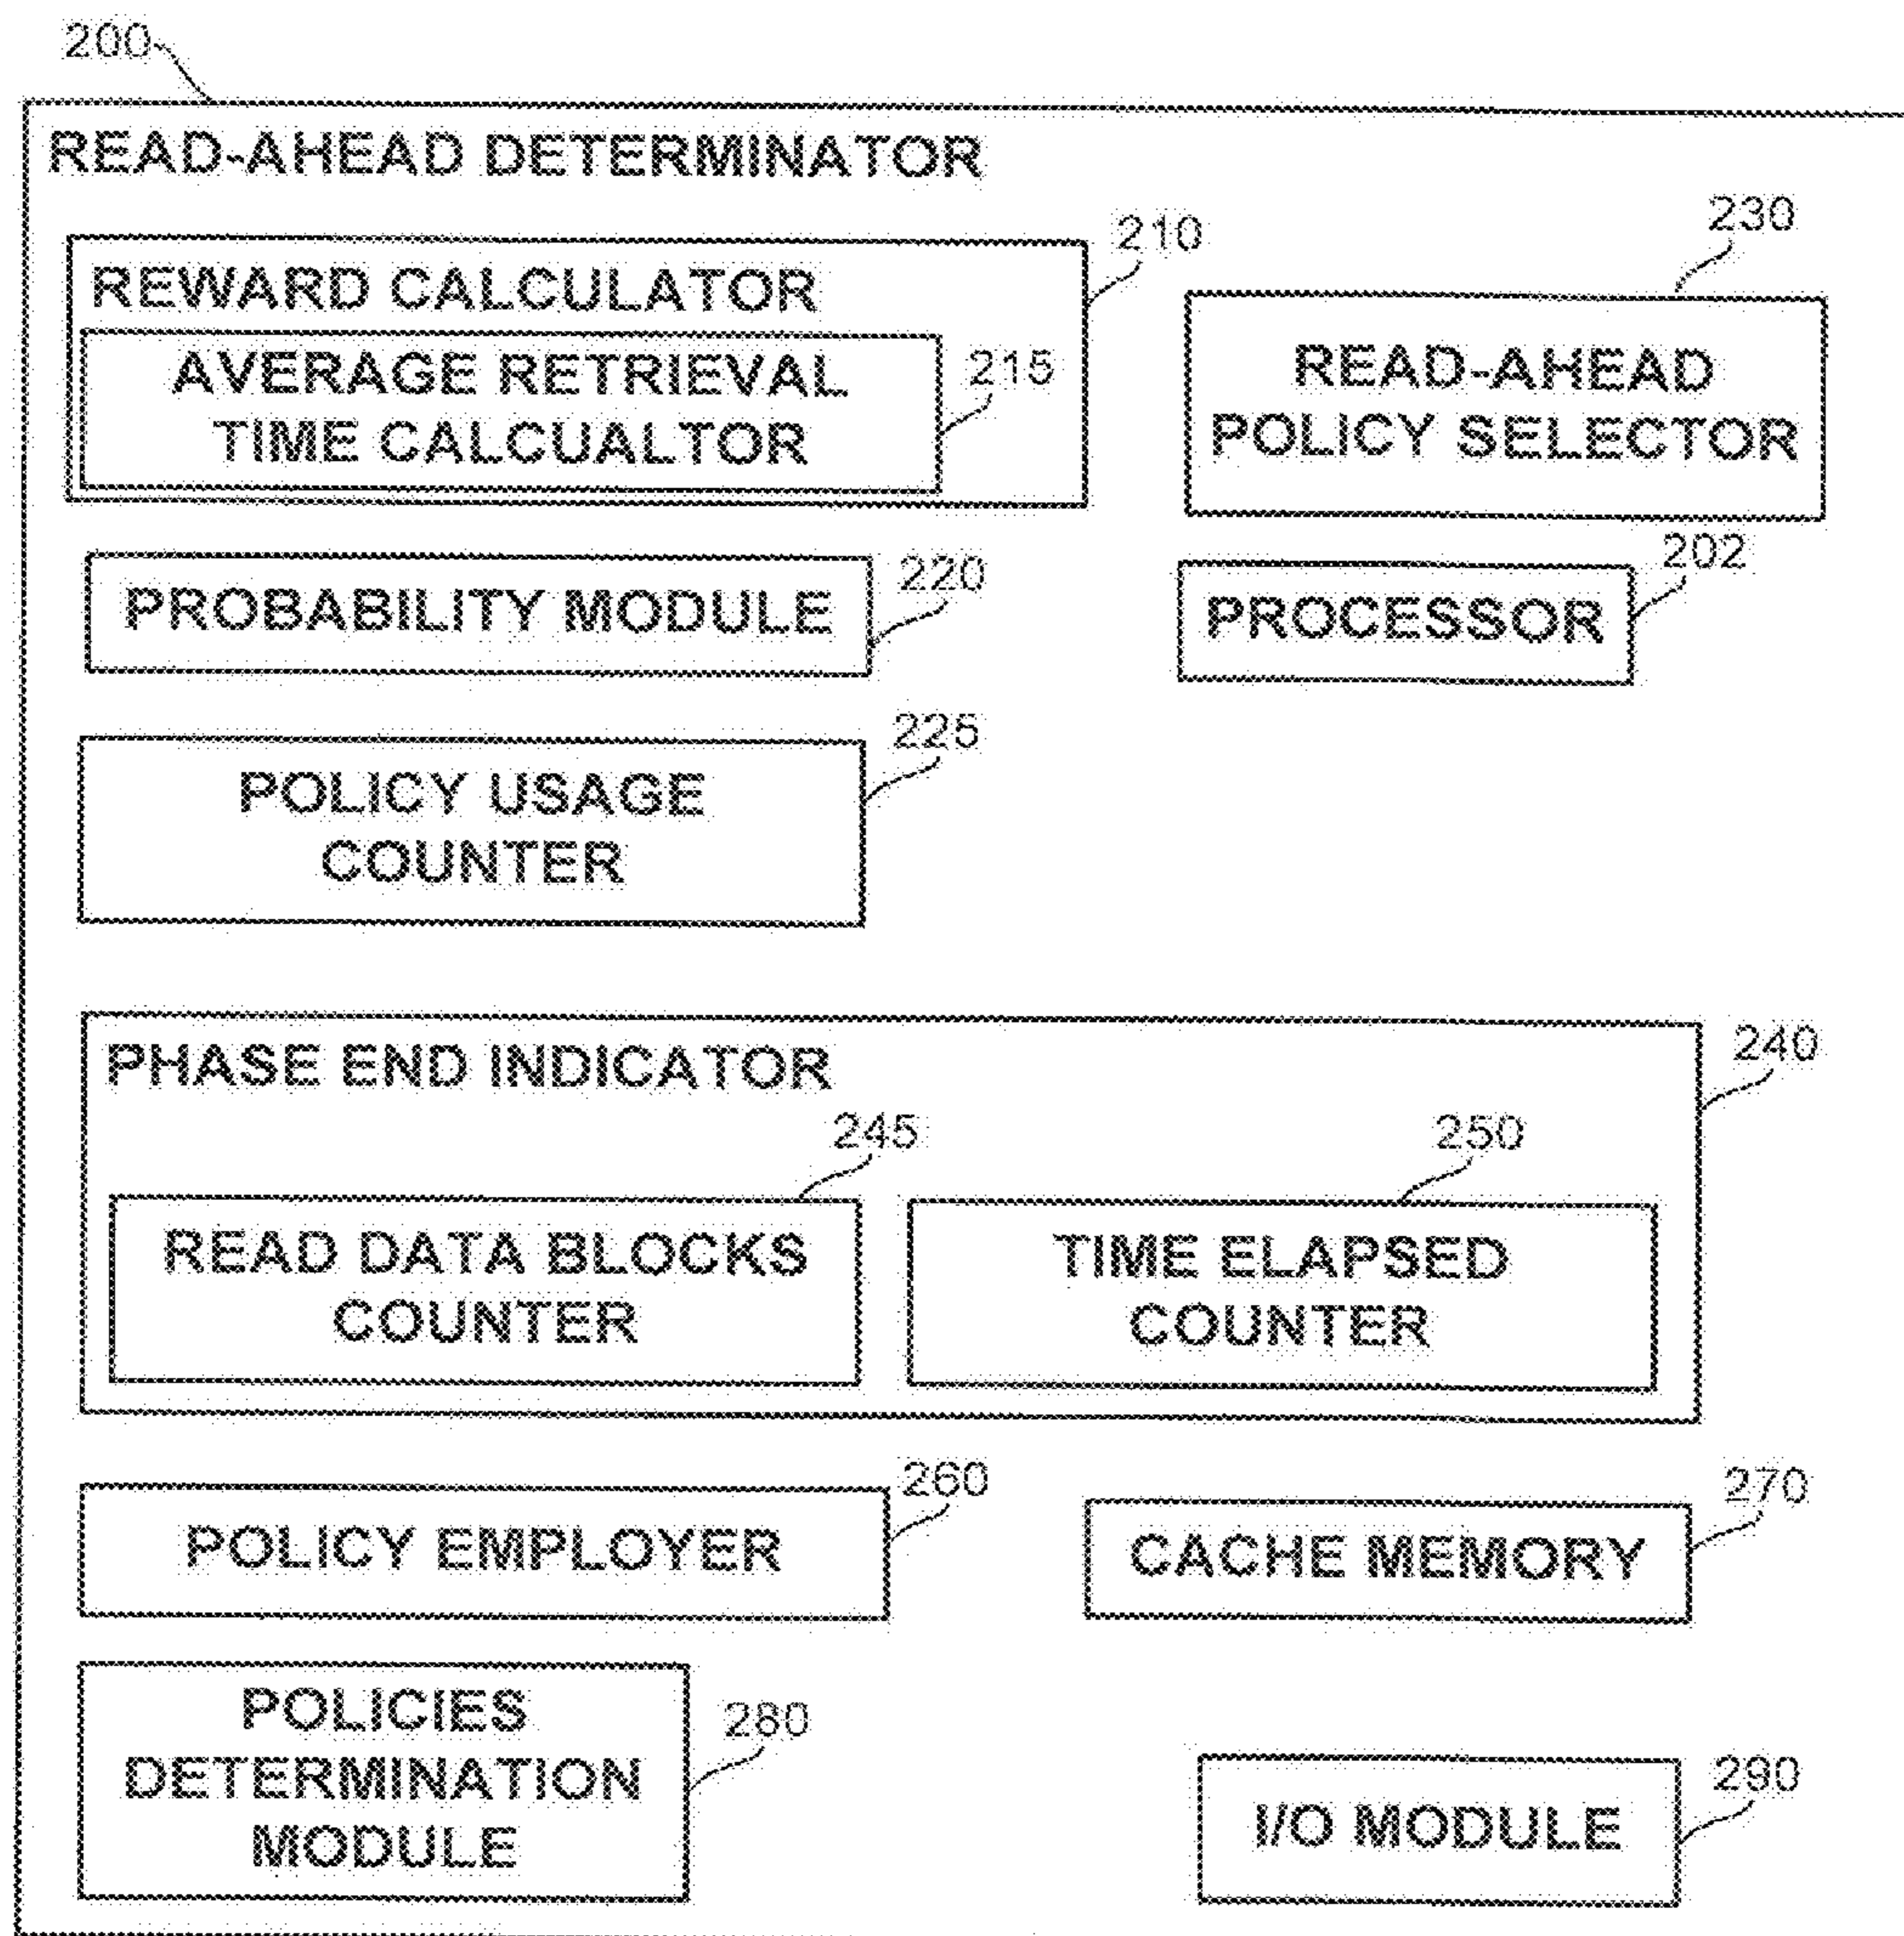 200
READ-AHEAD DETERMINATOR
210
REWARD CALCULATOR
AVERAGE RETRIEVAL
TIME CALCUALTOR
215
230
READ-AHEAD
POLICY SELECTOR
PROBABILITY MODULE
220
202
PROCESSOR
225
POLICY USAGE
COUNTER
240
PHASE END INDICATOR
245
READ DATA BLOCKS
COUNTER
250
TIME ELAPSED
COUNTER
260
POLICY EMPLOYER
270
CACHE MEMORY
POLICIES
DETERMINATION
MODULE
280
290
I/O MODULE